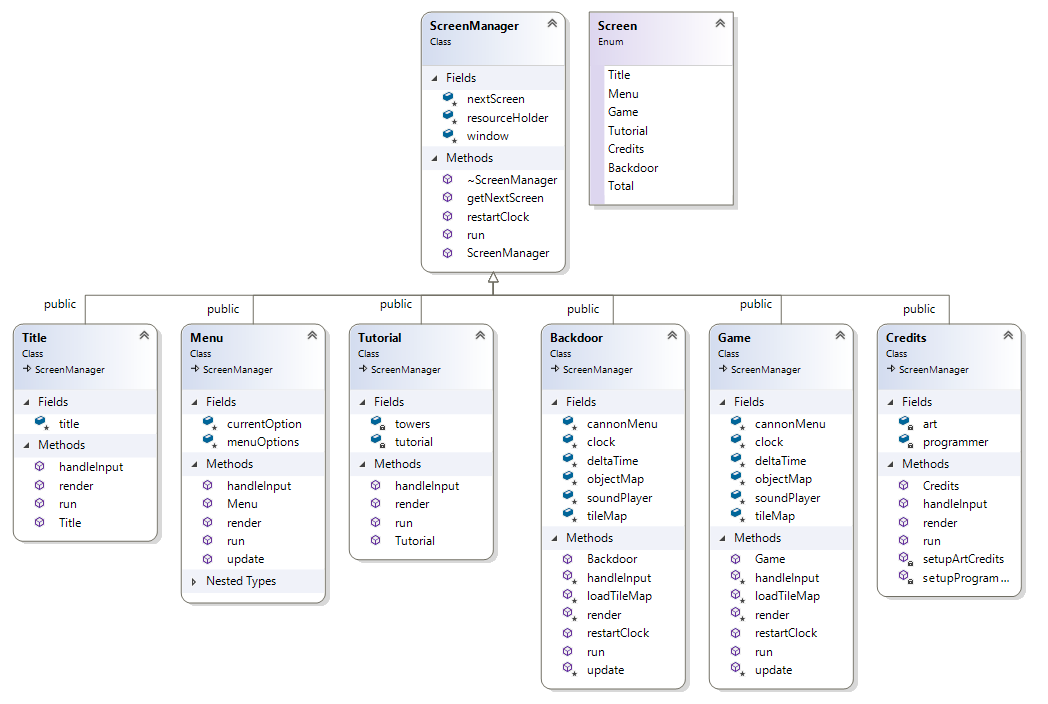 ScreenManager
Class
Fields
nextScreen
resourceHolder
window
Methods
~ScreenManager
getNextScreen
restartClock
run
ScreenManager
Screen
Enum
Title
Menu
Game
Tutorial
Credits
Backdoor
Total
public
public
public
public
public
public
Title
Class
ScreenManager
Fields
title
Methods
handleInput
render
run
Title
Menu
Class
ScreenManager
Fields
currentOption
menuOptions
Methods
handleInput
Menu
render
run
update
Nested Types
Tutorial
Class
ScreenManager
Fields
towers
tutorial
Methods
handleInput
render
run
Tutorial
Backdoor
Class
ScreenManager
Fields
cannonMenu
clock
deltaTime
objectMap
soundPlayer
tileMap
Methods
Backdoor
handleInput
loadTileMap
render
restartClock
run
update
Game
Class
ScreenManager
Fields
cannonMenu
clock
deltaTime
objectMap
soundPlayer
tileMap
Methods
Game
handleInput
loadTileMap
render
restartClock
run
update
Credits
Class
ScreenManager
Fields
art
programmer
Methods
Credits
handleInput
render
run
setupArtCredits
setupProgram...